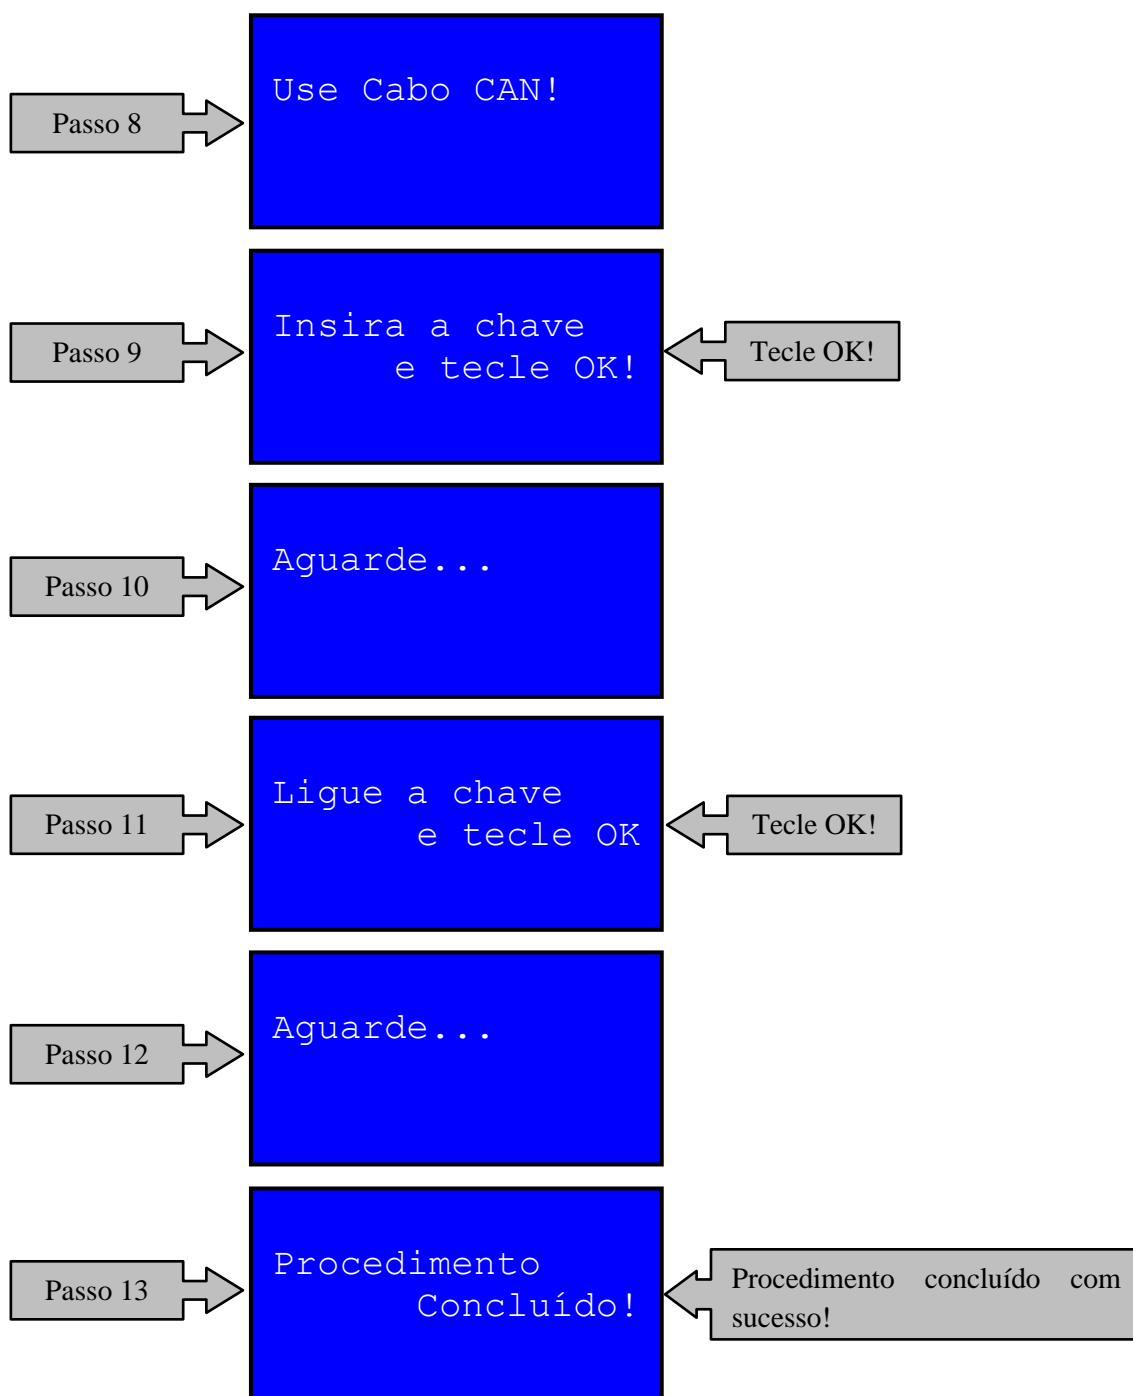 Passo 8
Use Cabo CAN!
Passo 9
Insira a chave
e tecle OK!
Tecle OK!
Passo 10
Aguarde...
Passo 11
Ligue a chave
e tecle OK
Tecle OK!
Passo 12
Aguarde...
Passo 13
Procedimento
Concluído!
Procedimento concluído com
sucesso!